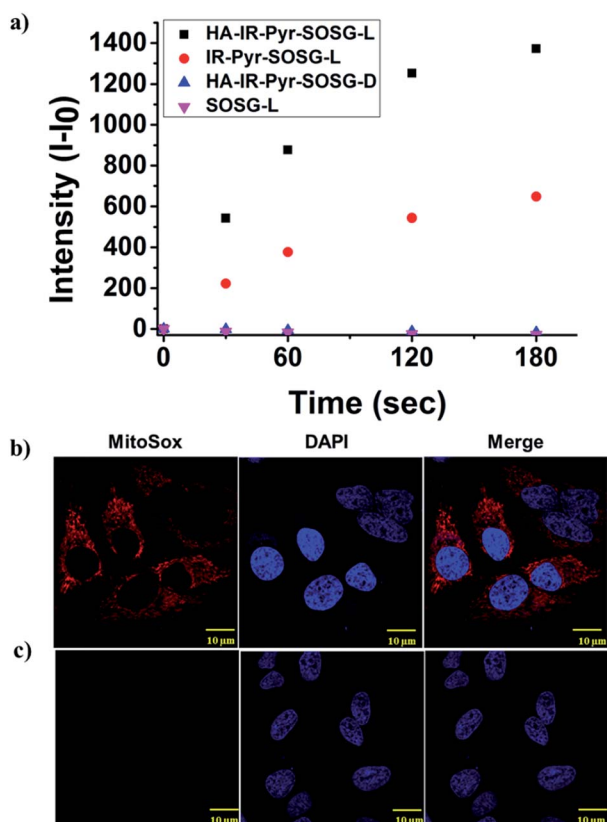 a)
HA-IR-Pyr-SOSG-L
IR-Pyr-SOSG-L
HA-IR-Pyr-SOSG-D
SOSG-L
1400
1200
1000
800
600
400
200
0
Intensity (I-I0)
0 60 120 180
Time (sec)
b) MitoSox DAPI Merge
10 µm 10 µm 10 µm
c)
10 µm 10 µm 10 µm